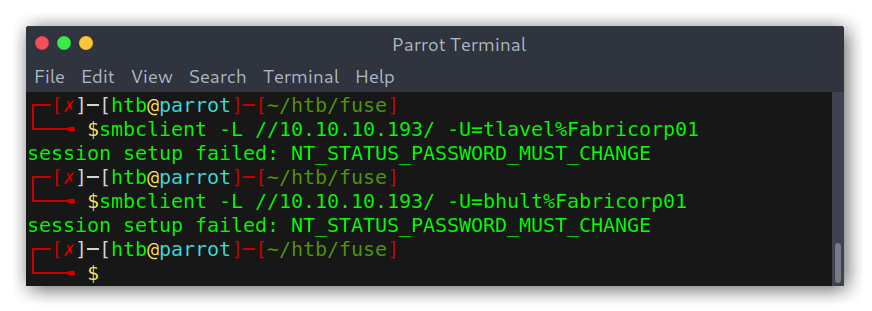 Parrot Terminal
File Edit View Search Terminal Help
┌─[✗]─[htb@parrot]─[~/htb/fuse]
└──╼ $smbclient -L //10.10.10.193/ -U=tlavel%Fabricorp01
session setup failed: NT_STATUS_PASSWORD_MUST_CHANGE
┌─[✗]─[htb@parrot]─[~/htb/fuse]
└──╼ $smbclient -L //10.10.10.193/ -U=bhult%Fabricorp01
session setup failed: NT_STATUS_PASSWORD_MUST_CHANGE
┌─[✗]─[htb@parrot]─[~/htb/fuse]
└──╼ $